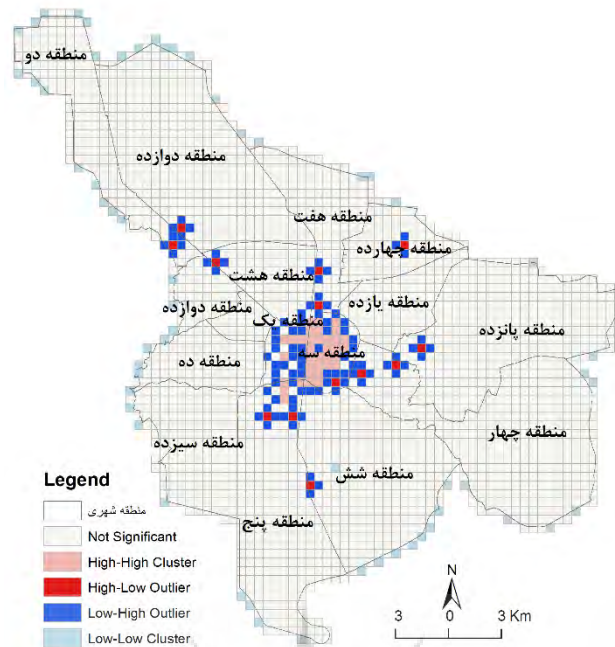 منطقه دو
منطقه دوازده
منطقه هفت
منطقه چهارده
منطقه هشت
منطقه دوازده
منطقه یک
منطقه یازده
منطقه پانزده
منطقه سه
منطقه ده
منطقه چهار
منطقه سیزده
منطقه شش
منطقه پنج
Legend
منطقه شهری
Not Significant
High-High Cluster
High-Low Outlier
Low-High Outlier
Low-Low Cluster
N
3 0 3 Km